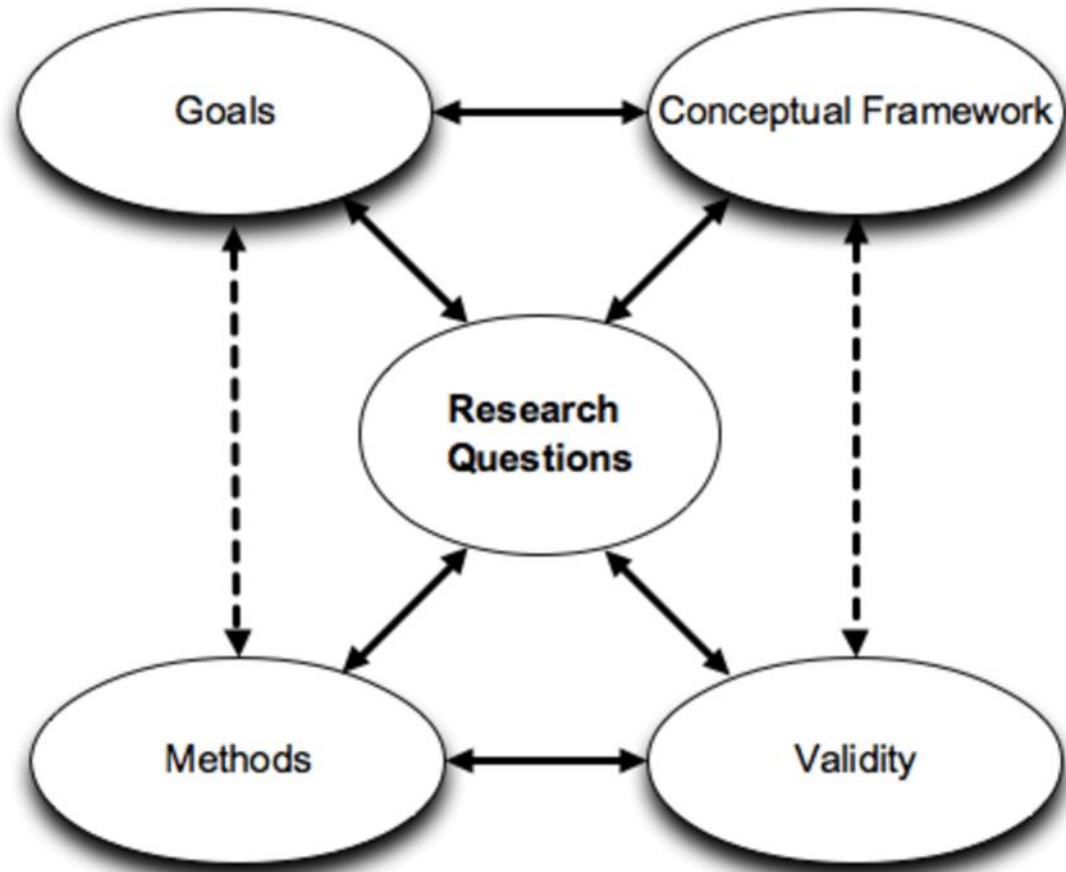 Goals
Conceptual Framework
Research
Questions
Methods
Validity